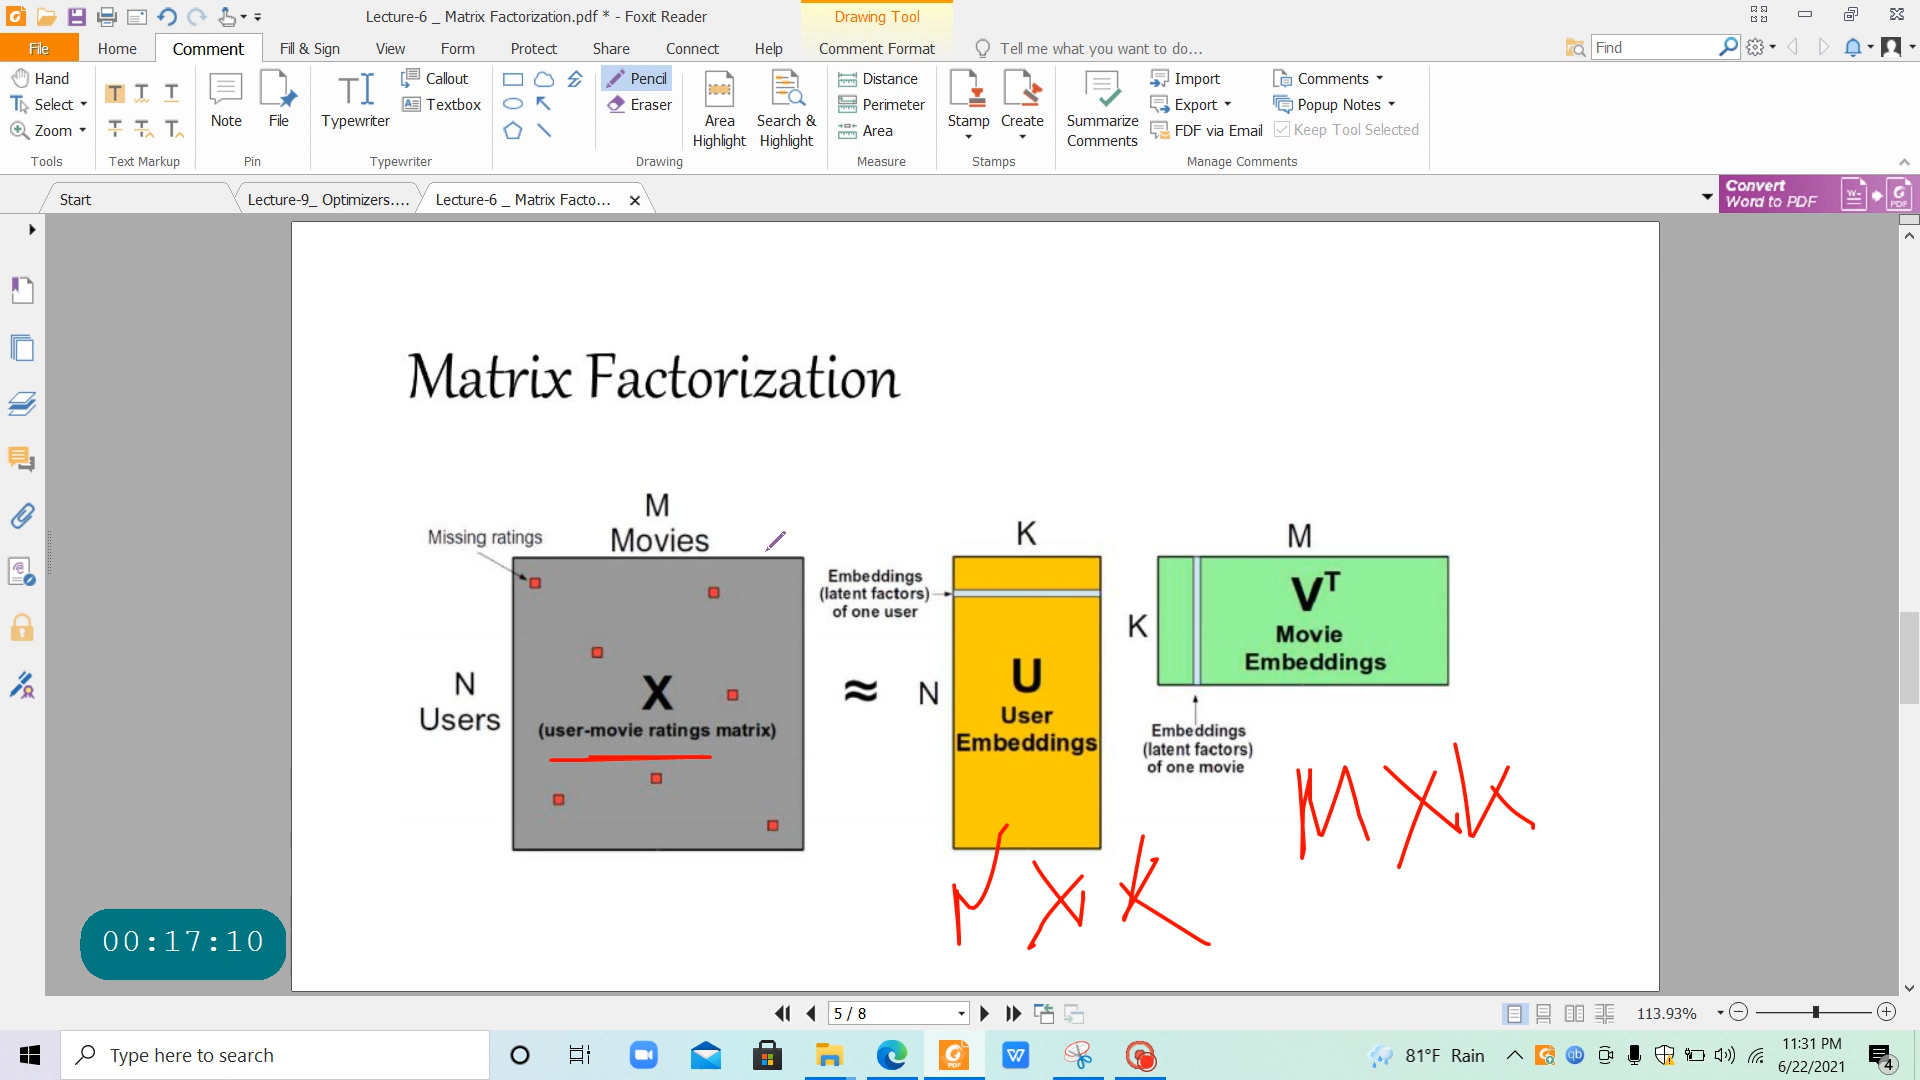 Lecture-6 _ Matrix Factorization.pdf * - Foxit Reader
Drawing Tool
File Home Comment Fill & Sign View Form Protect Share Connect Help Comment Format Tell me what you want to do... Find
Hand Select Zoom Tools
Text Markup
Note File Pin
Typewriter Callout Textbox Typewriter
Pencil Eraser Area Highlight Search & Highlight Drawing
Distance Perimeter Area Measure
Stamp Create Stamps
Summarize Comments Import Export FDF via Email Comments Popup Notes Keep Tool Selected Manage Comments
Start Lecture-9_ Optimizers.... Lecture-6 _ Matrix Facto...
Convert
Word to PDF
Matrix Factorization
M
Movies
Missing ratings
N
Users
X
(user-movie ratings matrix)
≈
Embeddings
(latent factors)
of one user
K
N
U
User
Embeddings
M
K
V^T
Movie
Embeddings
Embeddings
(latent factors)
of one movie
M x K
N x K
00:17:10
5 / 8
113.93%
Type here to search
81°F Rain
11:31 PM
6/22/2021
4